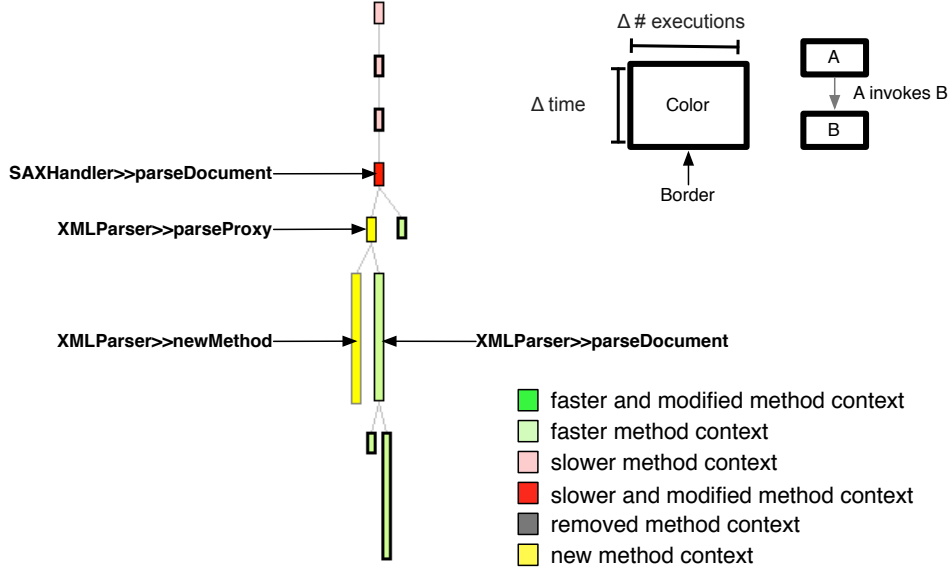 Δ # executions
Δ time
Color
Border
A
A invokes B
B
SAXHandler>>parseDocument
XMLParser>>parseProxy
XMLParser>>newMethod
XMLParser>>parseDocument
faster and modified method context
faster method context
slower method context
slower and modified method context
removed method context
new method context